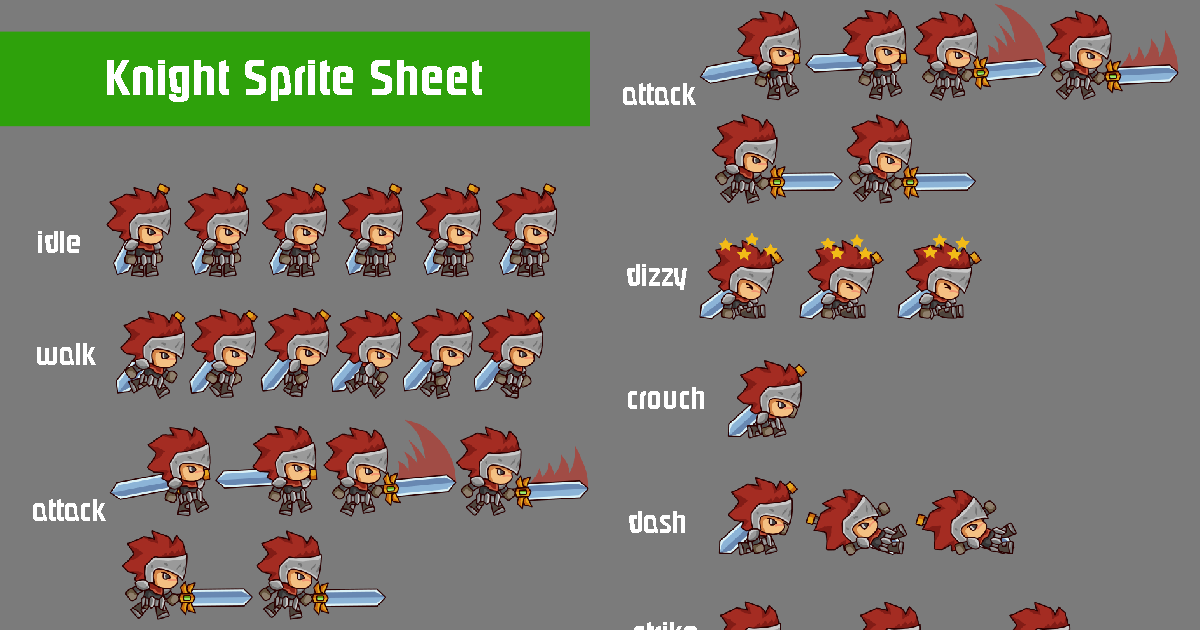 Knight Sprite Sheet
idle
walk
attack
attack
dizzy
crouch
dash